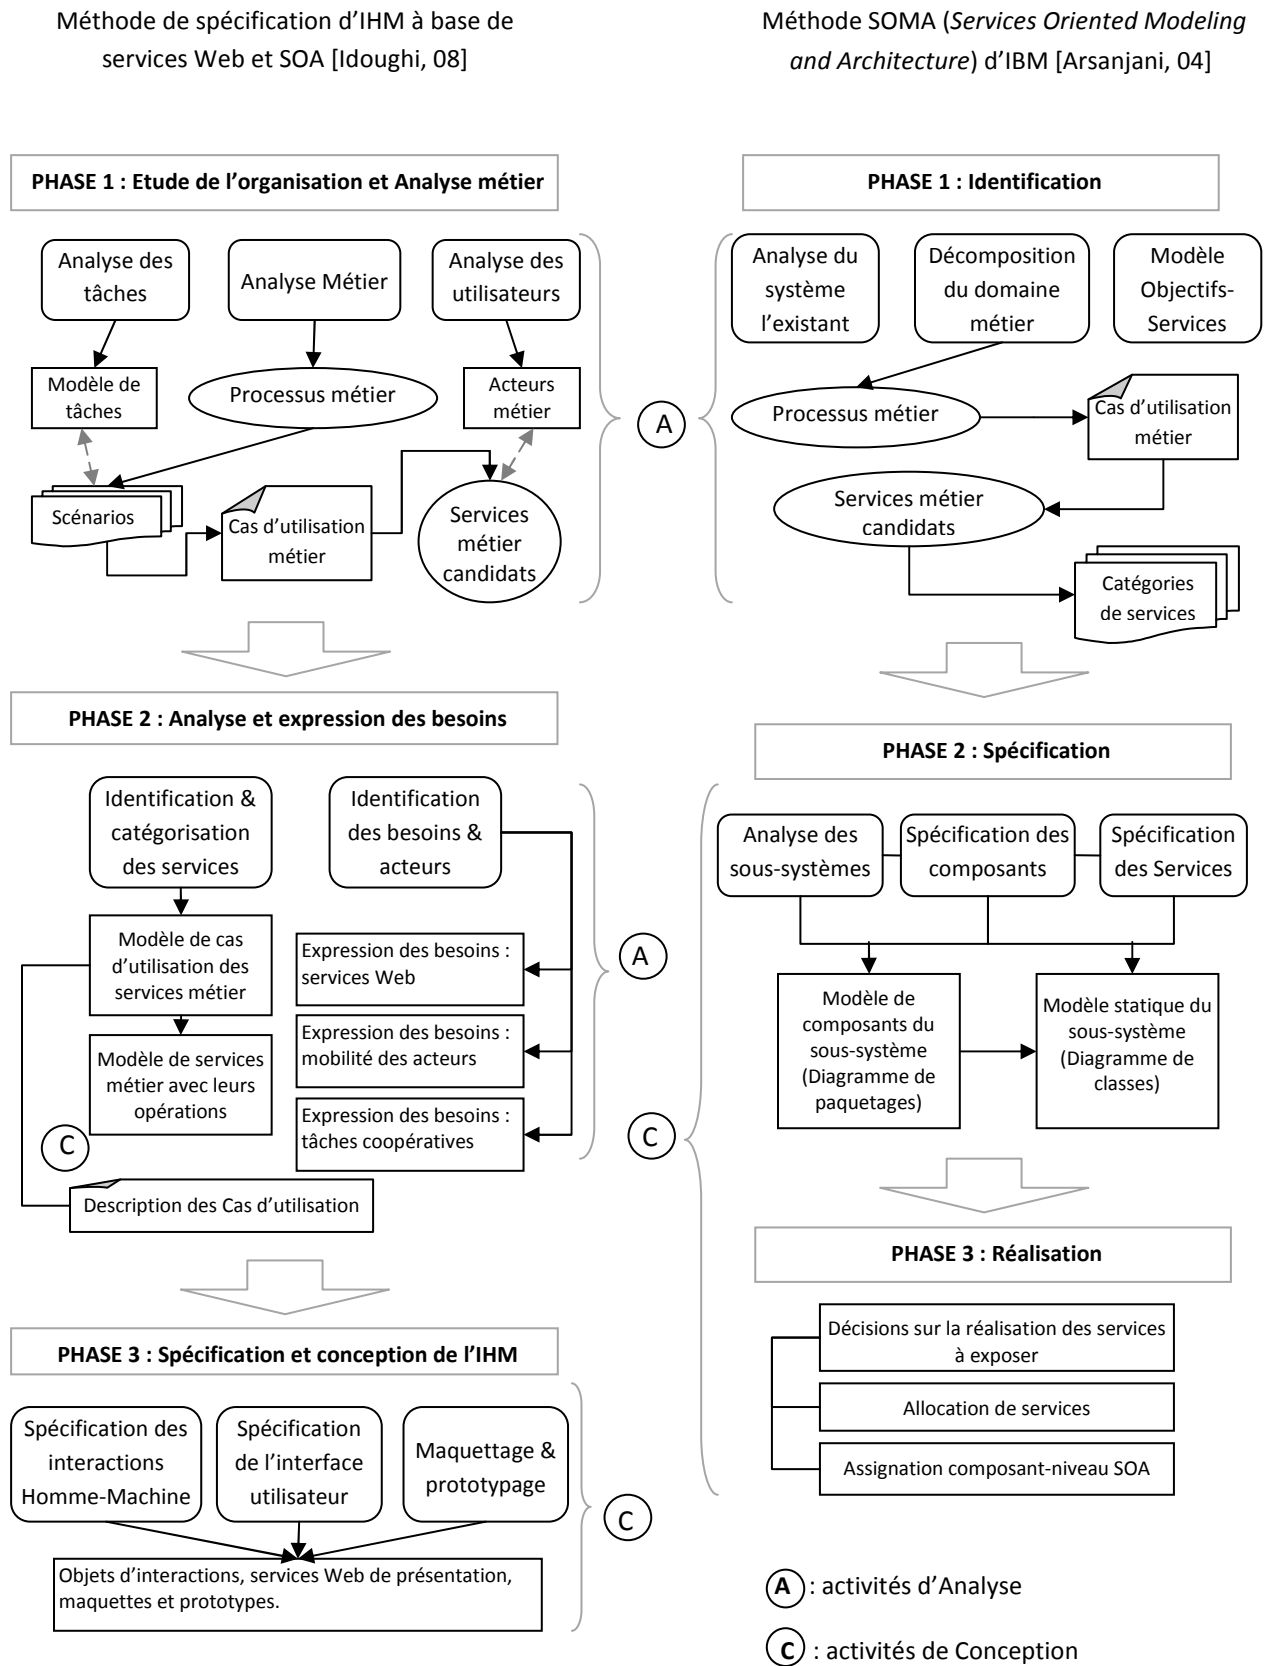 Méthode de spécification d’IHM à base de
services Web et SOA [Idoughi, 08]
Méthode SOMA (Services Oriented Modeling
and Architecture) d’IBM [Arsanjani, 04]
PHASE 1 : Etude de l’organisation et Analyse métier
Analyse des
tâches
Analyse Métier
Analyse des
utilisateurs
Modèle de
tâches
Processus métier
Acteurs
métier
Scénarios
Cas d’utilisation
métier
Services
métier
candidats
A
PHASE 1 : Identification
Analyse du
système
l’existant
Décomposition
du domaine
métier
Modèle
Objectifs-
Services
Processus métier
Cas d’utilisation
métier
Services métier
candidats
Catégories
de services
PHASE 2 : Analyse et expression des besoins
Identification &
catégorisation
des services
Identification
des besoins &
acteurs
Modèle de cas
d’utilisation des
services métier
Expression des besoins :
services Web
Modèle de services
métier avec leurs
opérations
Expression des besoins :
mobilité des acteurs
Expression des besoins :
tâches coopératives
C
Description des Cas d’utilisation
A
PHASE 2 : Spécification
Analyse des
sous-systèmes
Spécification des
composants
Spécification
des Services
Modèle de
composants du
sous-système
(Diagramme de
paquetages)
Modèle statique du
sous-système
(Diagramme de
classes)
C
PHASE 3 : Spécification et conception de l’IHM
Spécification des
interactions
Homme-Machine
Spécification
de l’interface
utilisateur
Maquettage &
prototypage
Objets d’interactions, services Web de présentation,
maquettes et prototypes.
C
PHASE 3 : Réalisation
Décisions sur la réalisation des services
à exposer
Allocation de services
Assignation composant-niveau SOA
A : activités d’Analyse
C : activités de Conception